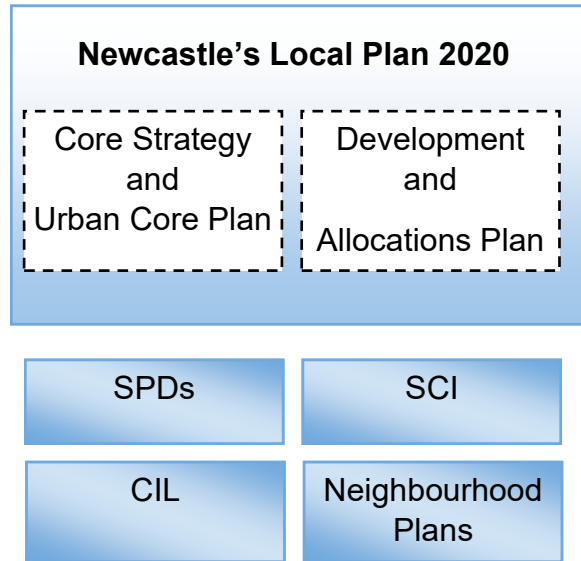 Newcastle’s Local Plan 2020
Core Strategy
and
Urban Core Plan
Development
and
Allocations Plan
SPDs
SCI
CIL
Neighbourhood
Plans